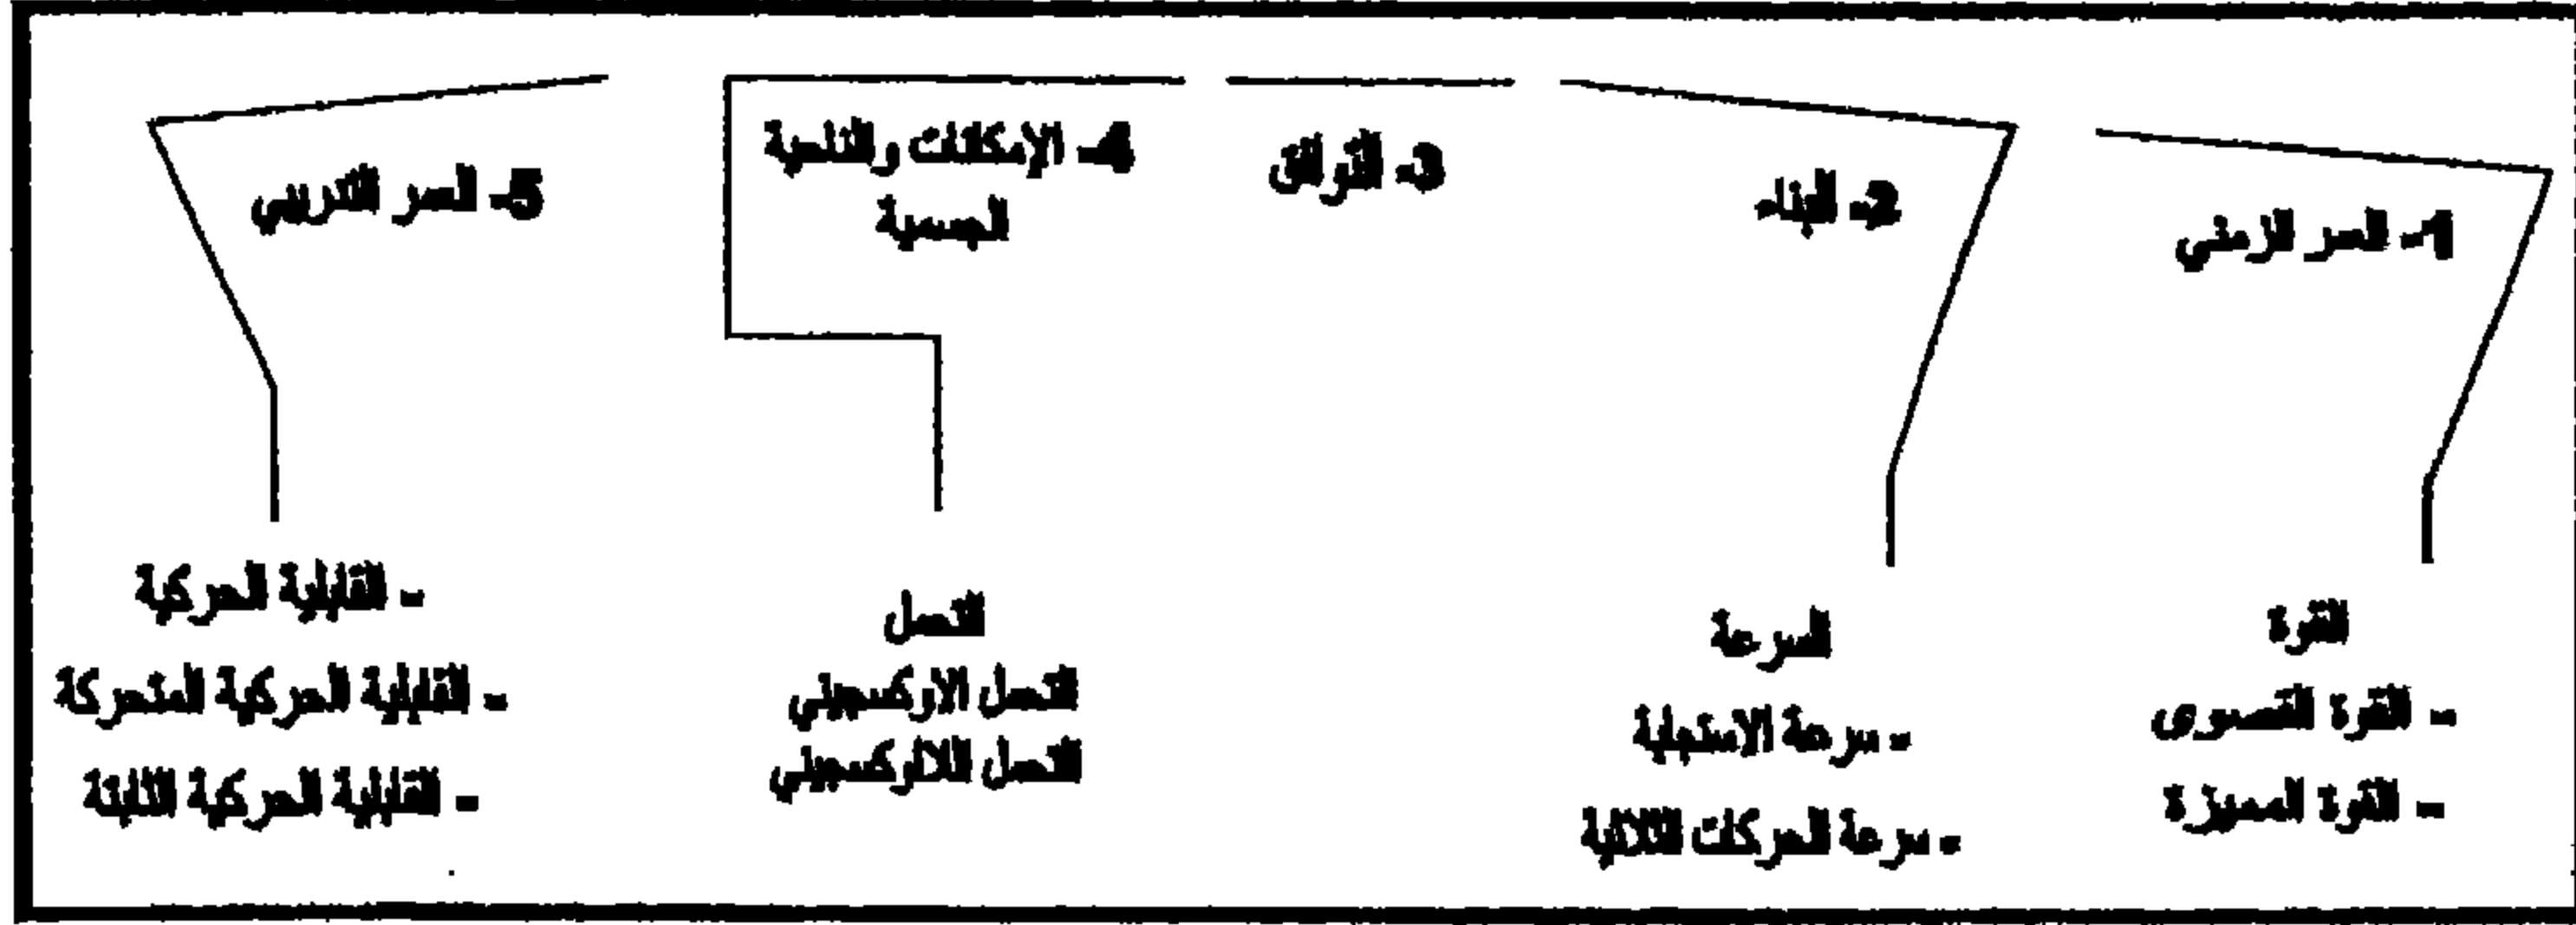 1- العمر الزمني
2- البناء
3- التوافق
4- الإمكانات والناحية
الجسمية
5- العمر التدريبي
القوة
- القوة القصوى
- القوة المميزة
السرعة
- سرعة الاستجابة
- سرعة الحركات الثلاثية
التحمل
التحمل الاوكسجيني
التحمل اللااوكسجيني
- القابلية الحركية
- القابلية الحركية المتحركة
- القابلية الحركية الثابتة